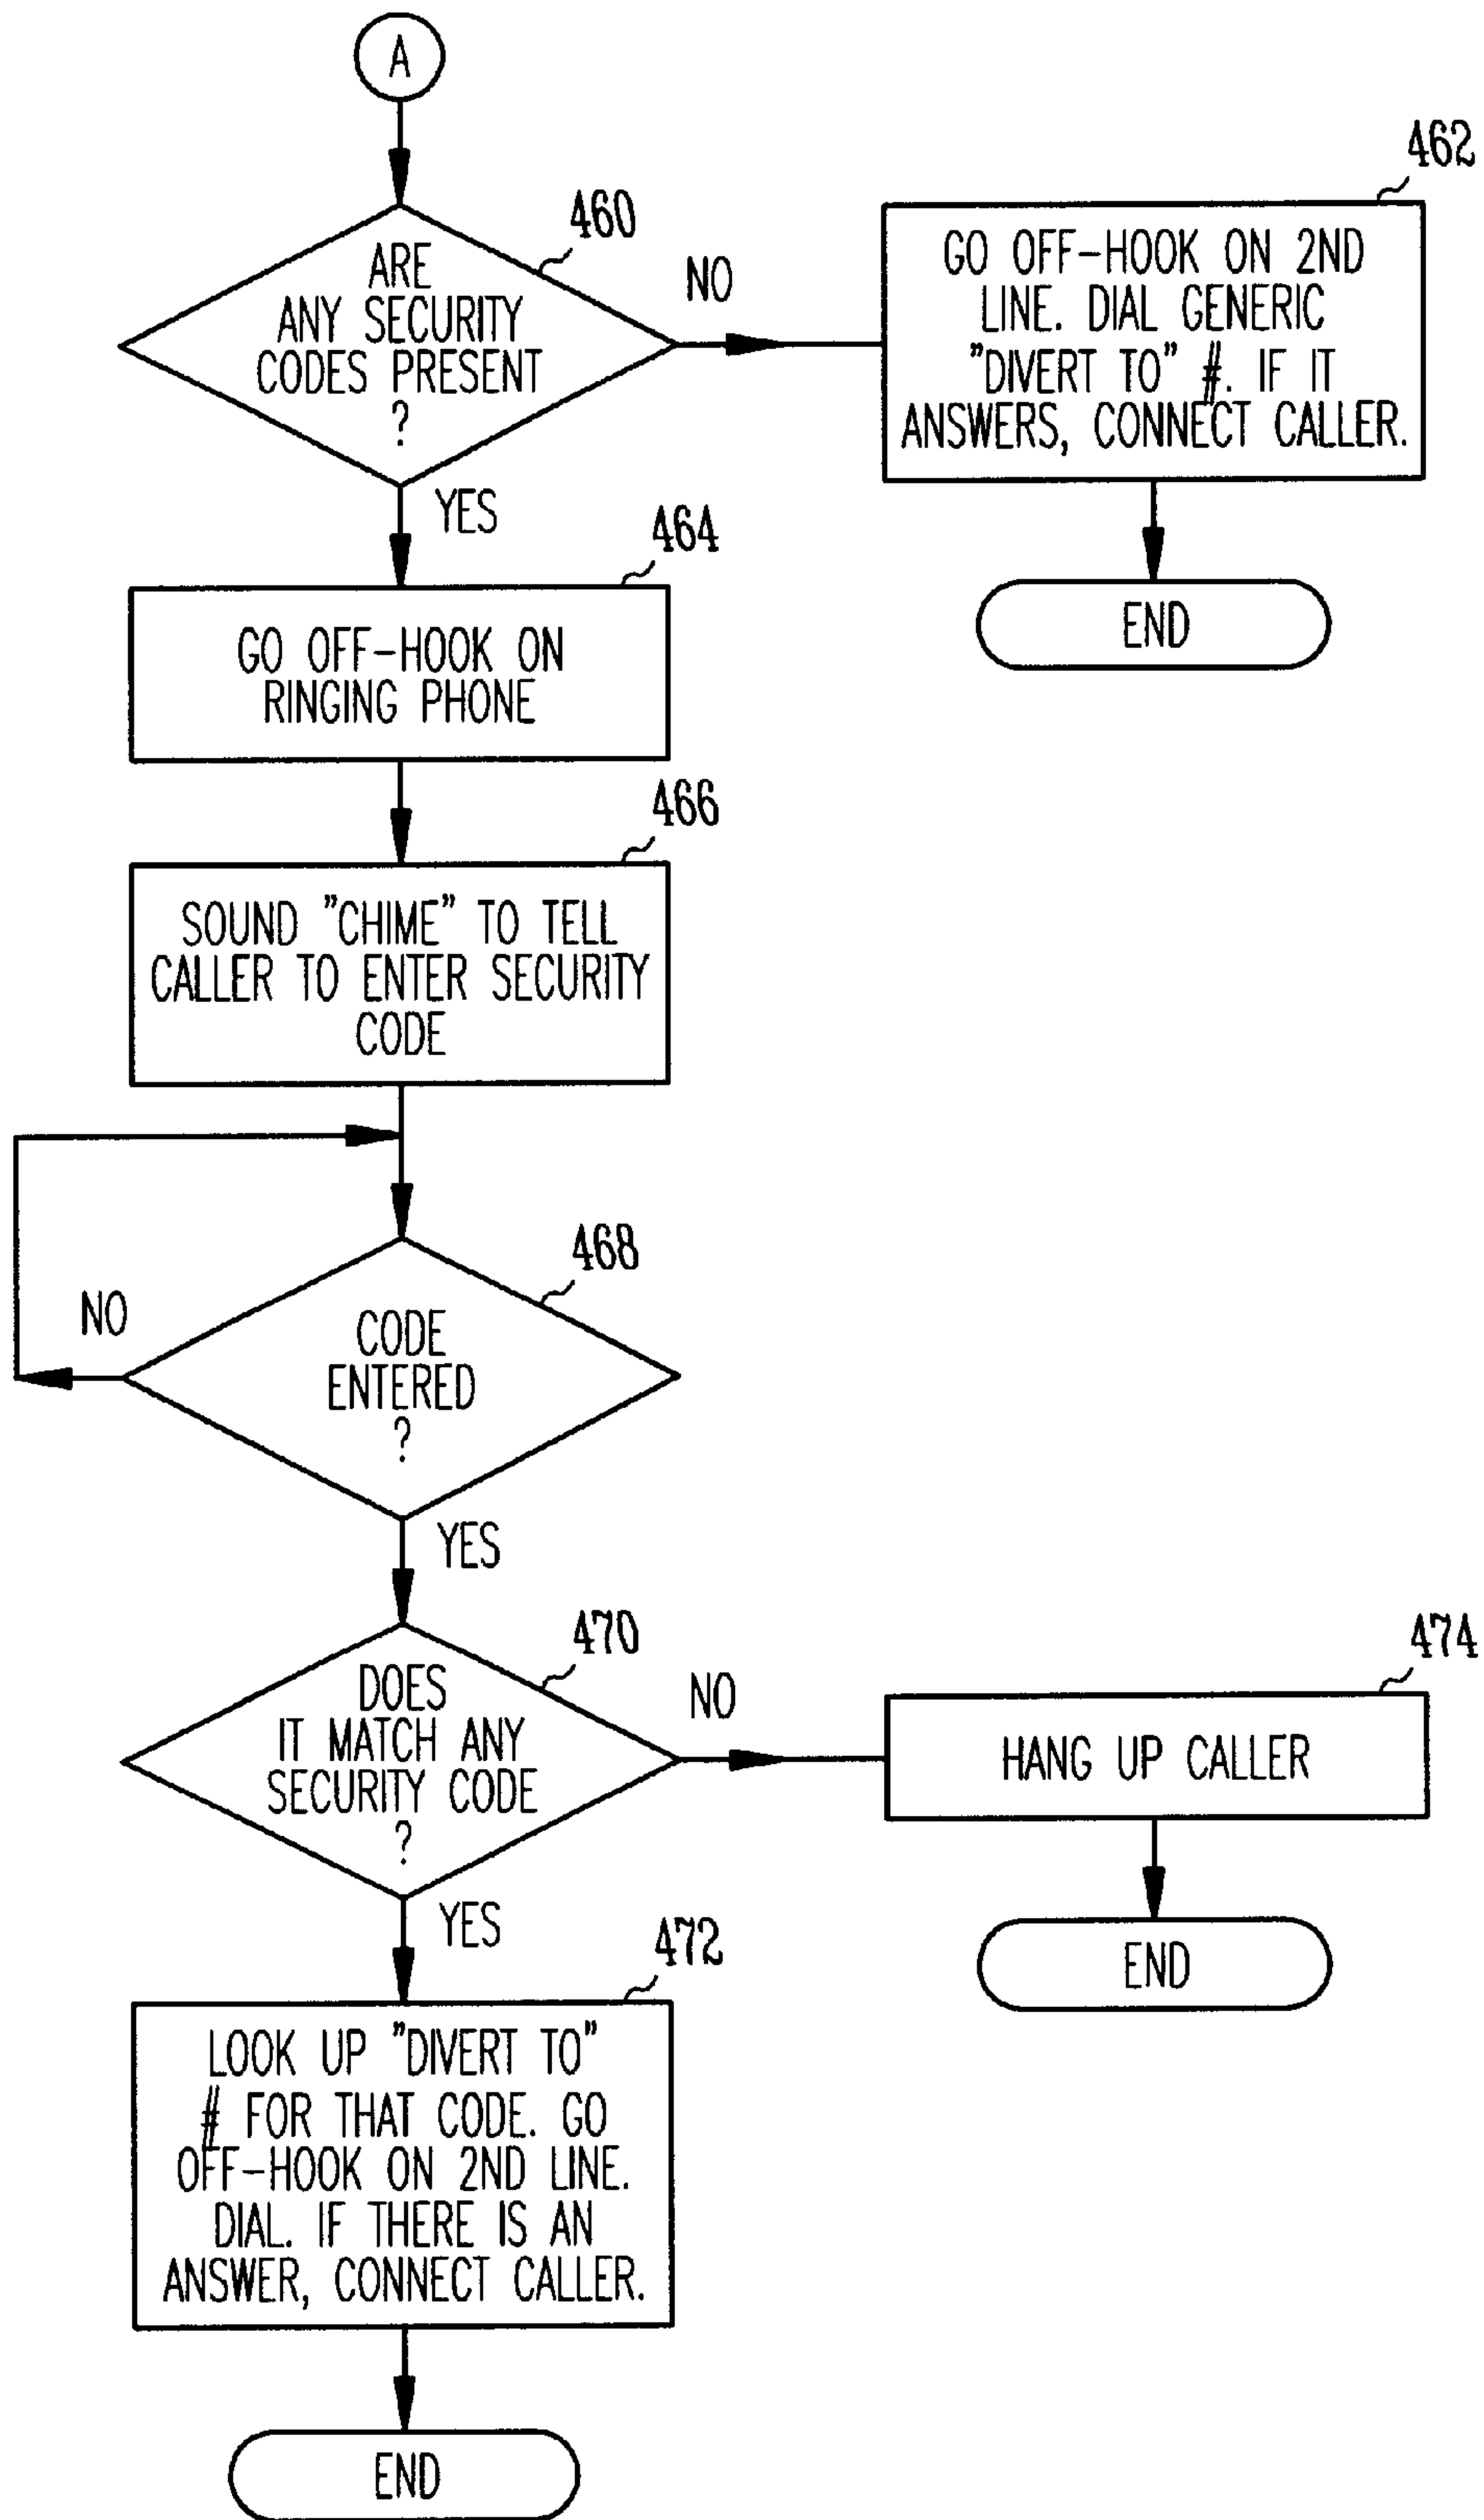 A
460
ARE
ANY SECURITY
CODES PRESENT
?
NO
462
GO OFF-HOOK ON 2ND
LINE. DIAL GENERIC
"DIVERT TO" #. IF IT
ANSWERS, CONNECT CALLER.
END
YES
464
GO OFF-HOOK ON
RINGING PHONE
466
SOUND "CHIME" TO TELL
CALLER TO ENTER SECURITY
CODE
468
CODE
ENTERED
?
NO
YES
470
DOES
IT MATCH ANY
SECURITY CODE
?
NO
474
HANG UP CALLER
END
YES
472
LOOK UP "DIVERT TO"
# FOR THAT CODE. GO
OFF-HOOK ON 2ND LINE.
DIAL. IF THERE IS AN
ANSWER, CONNECT CALLER.
END